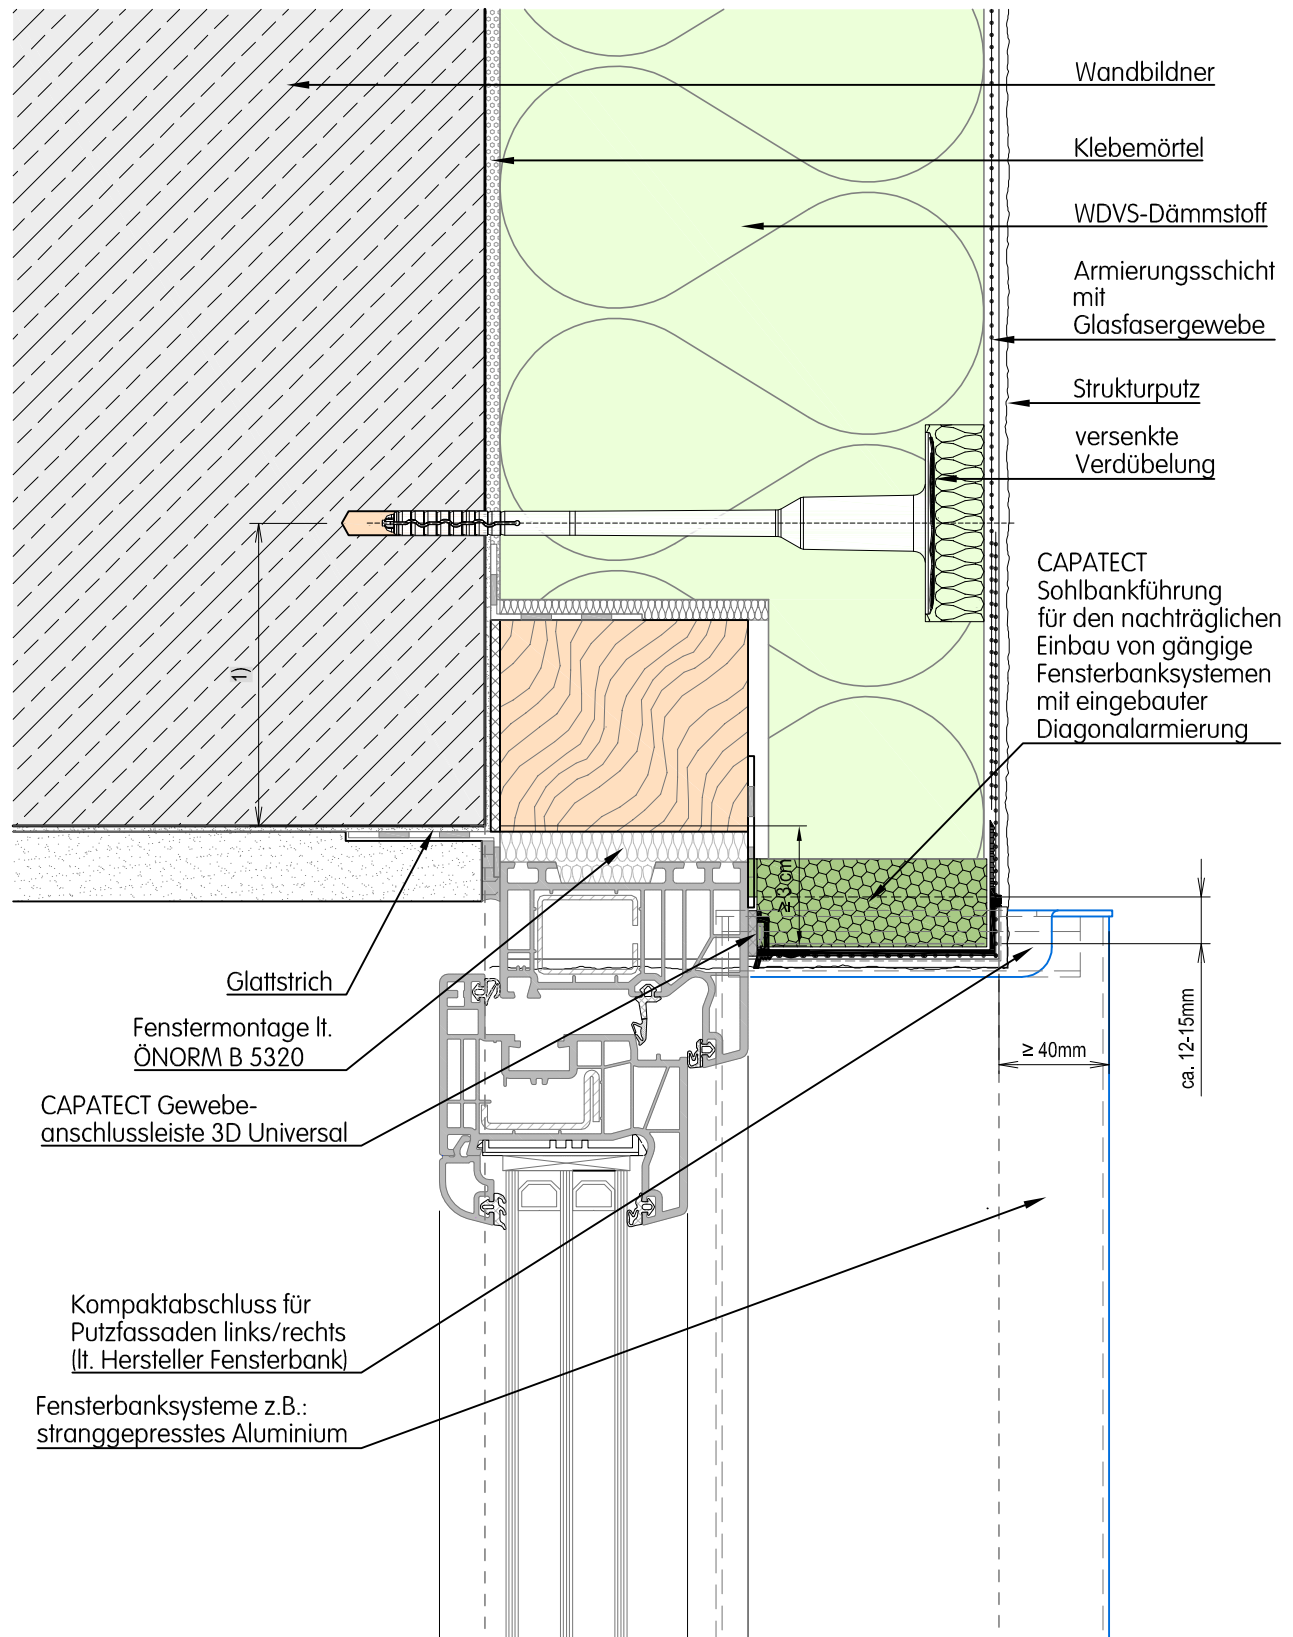 Wandbildner
Klebemörtel
WDVS-Dämmstoff
Armierungsschicht
mit
Glasfasergewebe
Strukturputz
versenkte
Verdübelung
CAPATECT
Sohlbankführung
für den nachträglichen
Einbau von gängige
Fensterbanksystemen
mit eingebauter
Diagonalarmierung
1)
≥ 3 cm
Glattstrich
Fenstermontage lt.
ÖNORM B 5320
CAPATECT Gewebe-
anschlussleiste 3D Universal
≥ 40mm
ca. 12-15mm
Kompaktabschluss für
Putzfassaden links/rechts
(lt. Hersteller Fensterbank)
Fensterbanksysteme z.B.:
stranggepresstes Aluminium